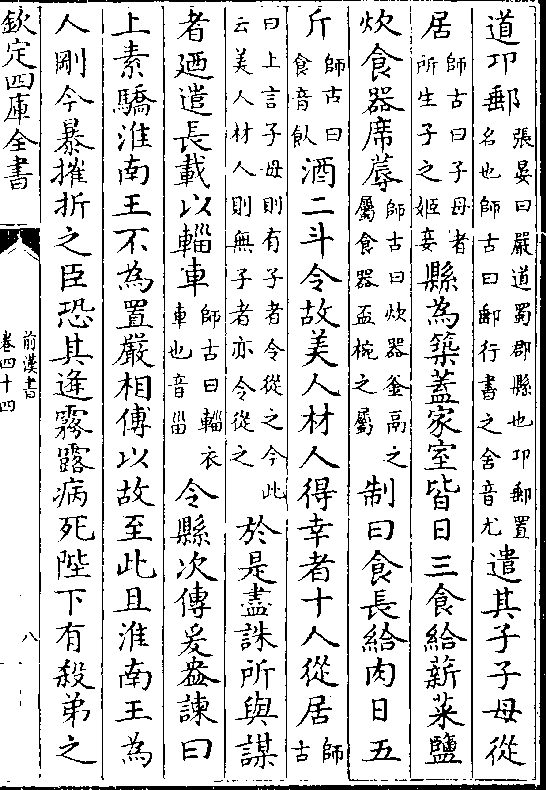 道卭郵張晏曰嚴道蜀郡縣也卭郵置名也師古曰郵行書之舍音尤遣其子子母從
居師古曰子母者所生子之姬妾縣為築蓋家室皆日三食給薪菜鹽
炊食器席蓐師古曰炊器釜鬲之屬食器盃椀之屬制曰食長給肉日五
斤師古曰食音飤酒二斗令故美人材人得幸者十人從居師古
曰上言子母則有子者令從之今此云美人材人則無子者亦令從之於是盡誅所與謀
者廼遣長載以輜車師古曰輜衣車也音甾令縣次傳爰盎諫曰
上素驕淮南王不為置嚴相傅以故至此且淮南王為
人剛今暴摧折之臣恐其逢霧露病死陛下有殺弟之
欽定四庫全書
前漢書
卷四十四
八